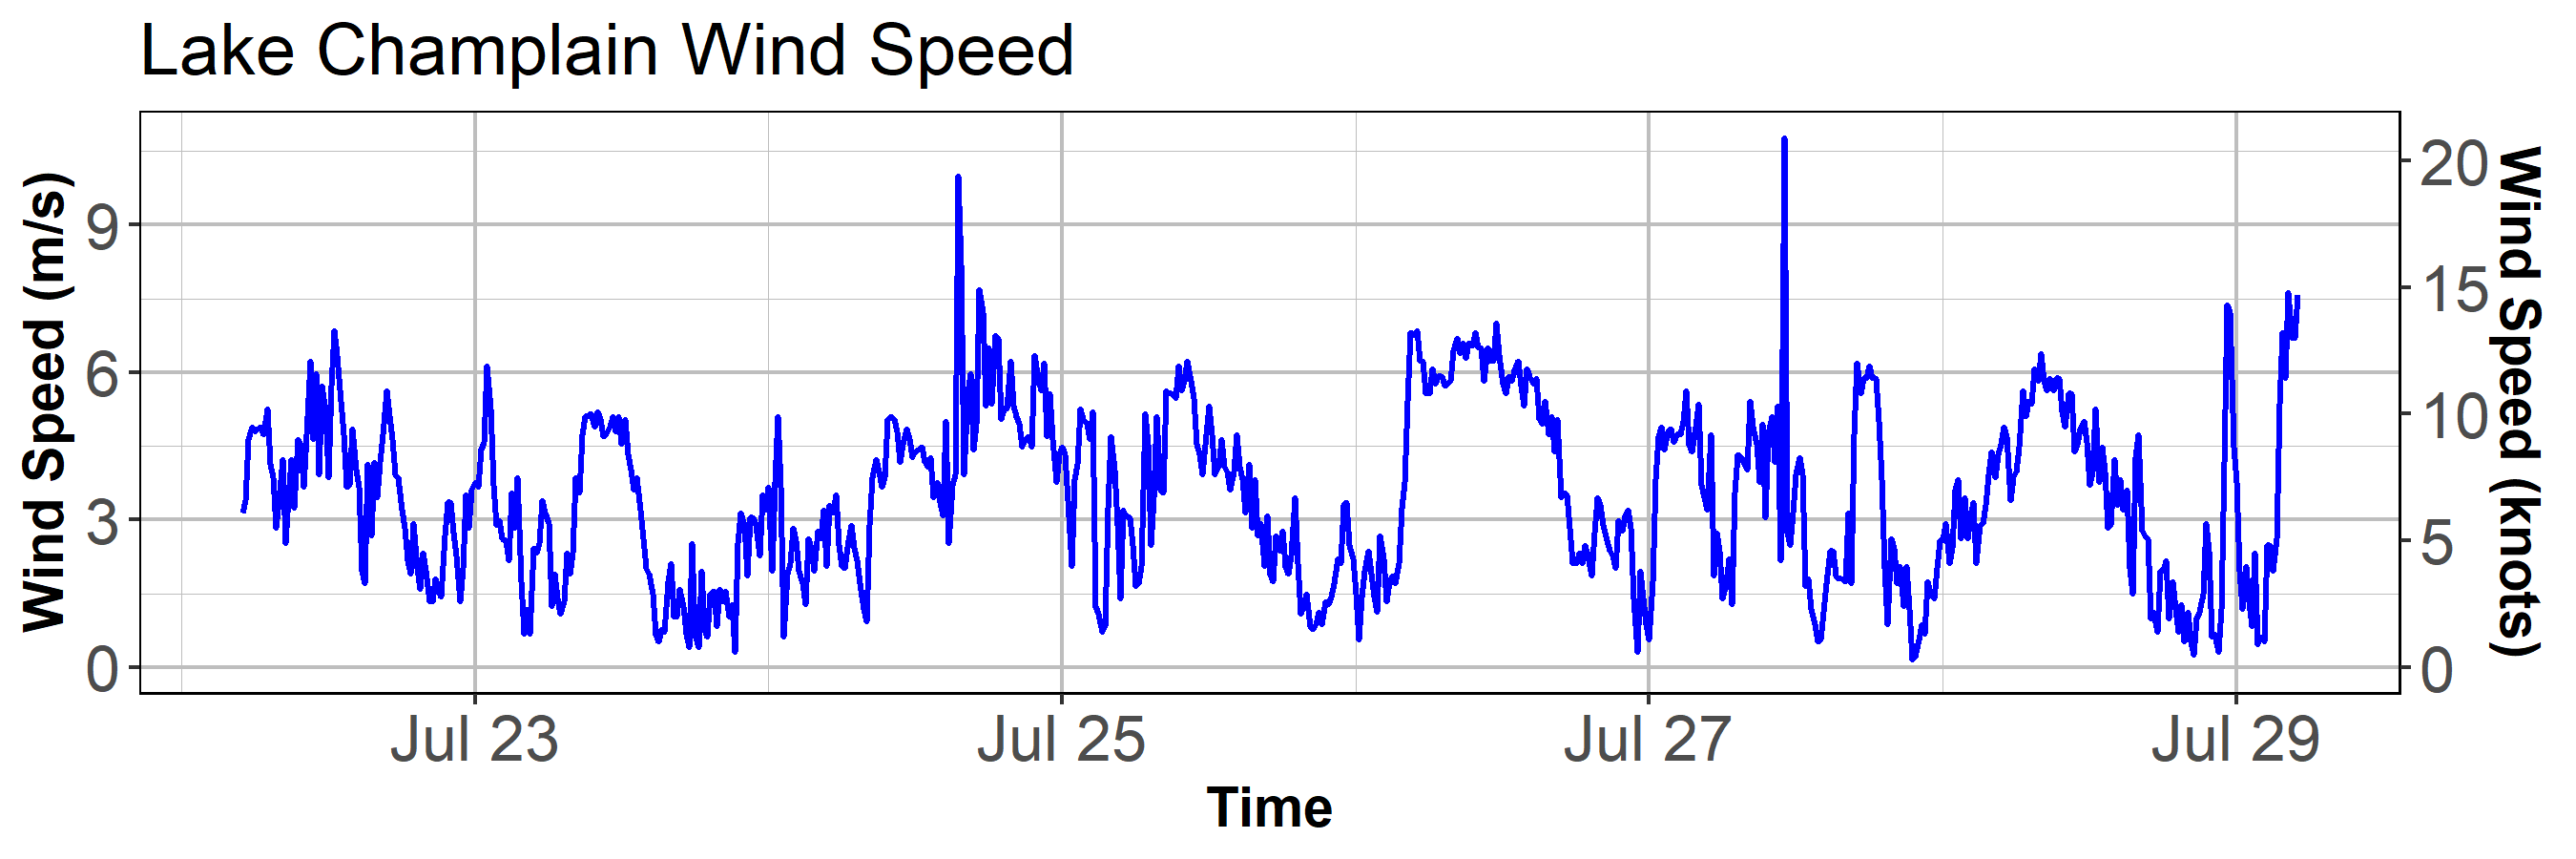 Lake Champlain Wind Speed
Wind Speed (m/s)
9
6
3
0
20
15
10
5
0
Wind Speed (knots)
Jul 23
Jul 25
Jul 27
Jul 29
Time